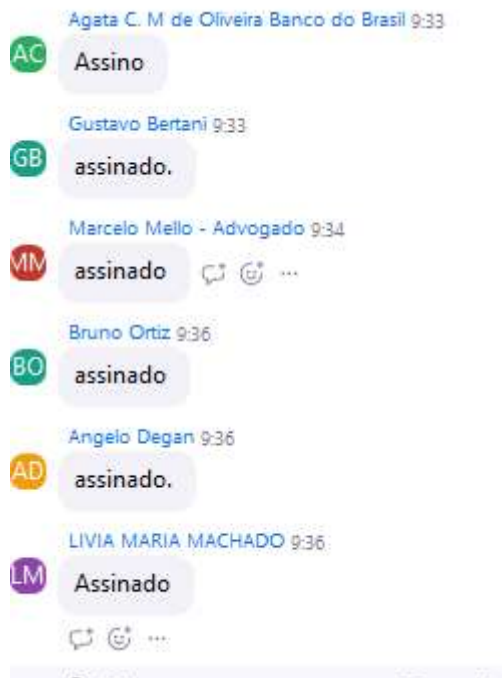 Agata C. M de Oliveira Banco do Brasil 9:33
AC
Assino
Gustavo Bertani 9:33
GB
assinado.
Marcelo Mello - Advogado 9:34
MM
assinado
Bruno Ortiz 9:36
BO
assinado
Angelo Degan 9:36
AD
assinado.
LIVIA MARIA MACHADO 9:36
LM
Assinado